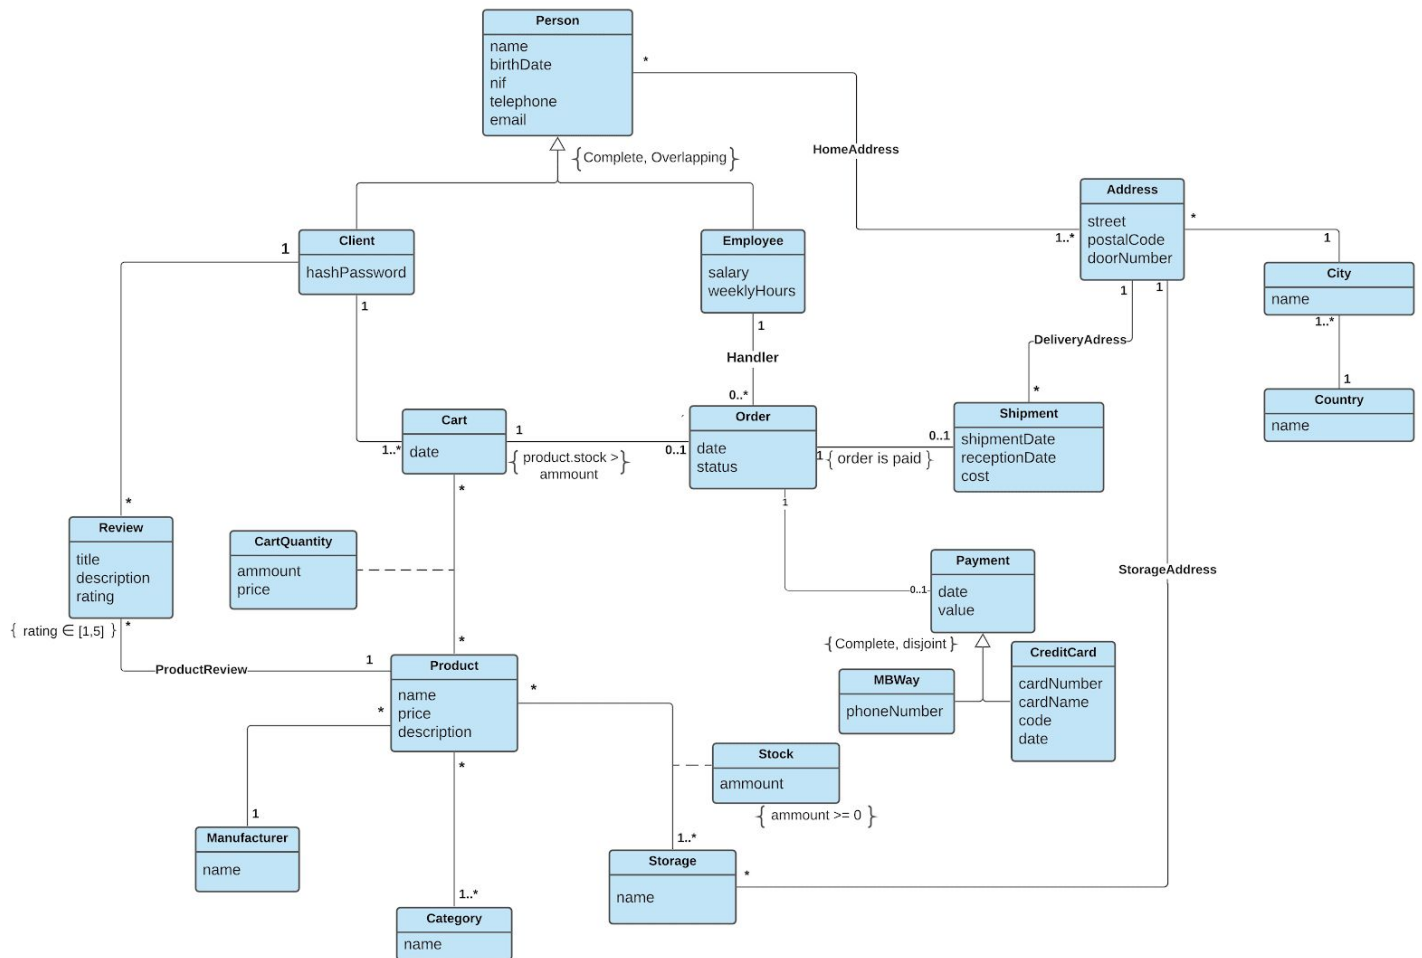 Person
name
birthDate
nif
telephone
email
*
{Complete, Overlapping}
HomeAddress
Address
street
postalCode
doorNumber
*
1
1..*
Client
hashPassword
1
1
Employee
salary
weeklyHours
1
City
name
1..*
1
1
Handler
DeliveryAdress
0..*
*
1
Country
name
Cart
date
1..*
1
{ product.stock >
ammount }
Order
date
status
0..1
1
{ order is paid }
0..1
Shipment
shipmentDate
receptionDate
cost
*
*
1
Review
title
description
rating
{ rating ∈ [1,5] }
*
CartQuantity
ammount
price
Payment
date
value
0..1
StorageAddress
{Complete, disjoint}
*
ProductReview
1
Product
name
price
description
*
*
MBWay
phoneNumber
CreditCard
cardNumber
cardName
code
date
*
Stock
ammount
{ ammount >= 0 }
1
Manufacturer
name
1..*
Storage
name
*
1..*
Category
name